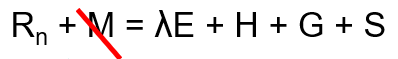 Rn + M = λE + H + G + S